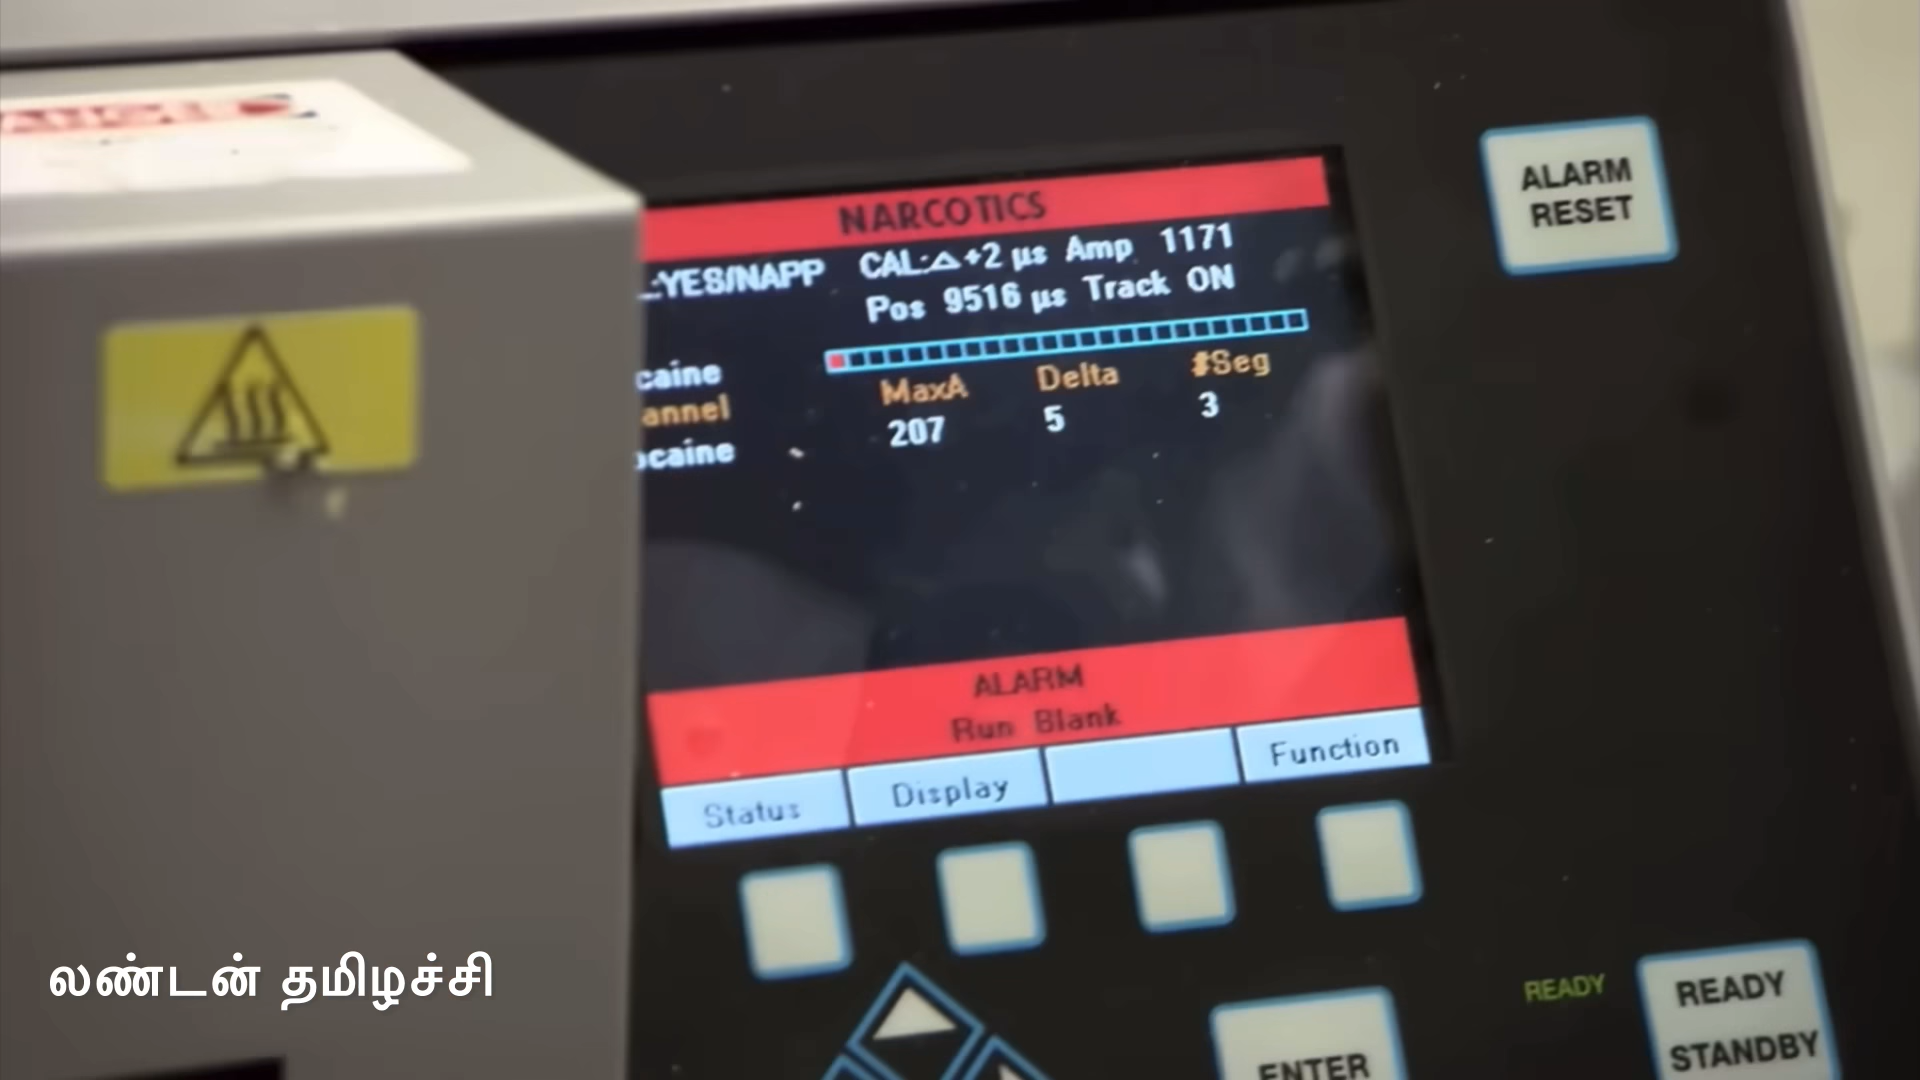 NARCOTICS
:YES/NAPP CAL:△+2 µs Amp 1171
Pos 9516 µs Track ON
caine
annel MaxA Delta #Seg
ocaine 207 5 3
ALARM
Run Blank
Status Display Function
ALARM
RESET
READY
READY
STANDBY
ENTER
லண்டன் தமிழச்சி